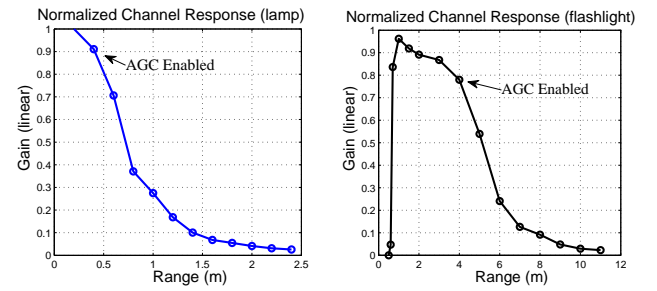 Normalized Channel Response (lamp)
1
0.9
0.8
0.7
0.6
0.5
0.4
0.3
0.2
0.1
0
Gain (linear)
AGC Enabled
0 0.5 1 1.5 2 2.5
Range (m)
Normalized Channel Response (flashlight)
1
0.9
0.8
0.7
0.6
0.5
0.4
0.3
0.2
0.1
0
Gain (linear)
AGC Enabled
0 2 4 6 8 10 12
Range (m)